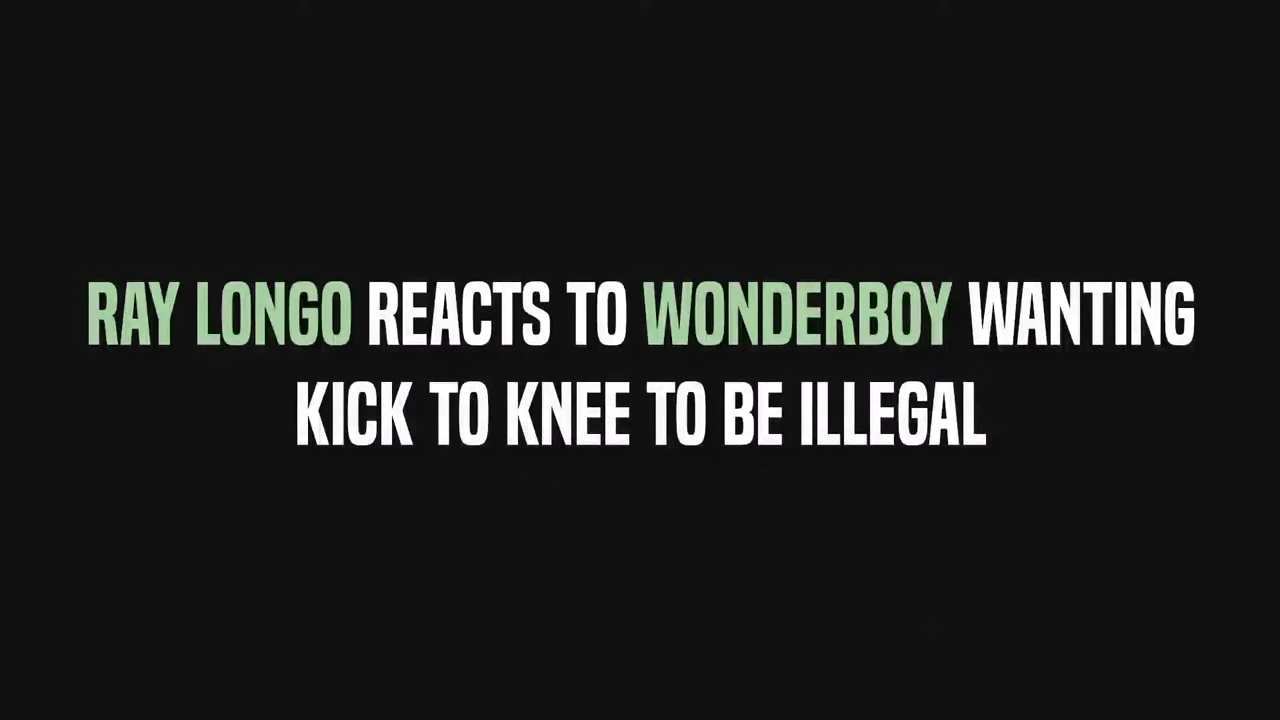 RAY LONGO REACTS TO WONDERBOY WANTING
KICK TO KNEE TO BE ILLEGAL